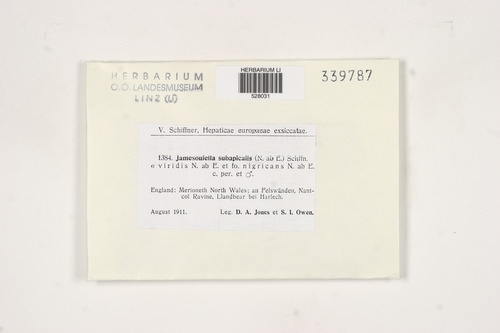 HERBARIUM
O.Ö. LANDESMUSEUM
LINZ (LI)
HERBARIUM LI
528031
339787
V. Schiffner, Hepaticae europaeae exsiccatae.
1384. Jamesoniella subapicalis (N. ab E.) Schiffn.
α viridis N. ab E. et fo. nigricans N. ab E.
c. per. et ♂.
England: Merioneth North Wales; an Felswänden, Nant-
col Ravine, Llandbear bei Harlech.
August 1911. Leg. D. A. Jones et S. I. Owen.